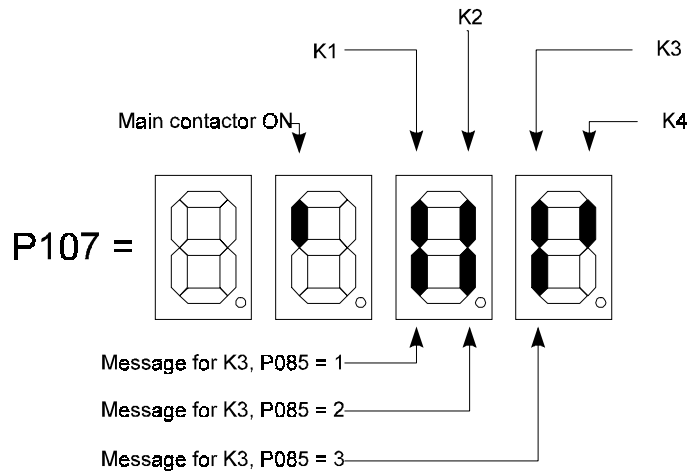 K2
K1
K3
Main contactor ON
K4
P107 =
Message for K3, P085 = 1
Message for K3, P085 = 2
Message for K3, P085 = 3